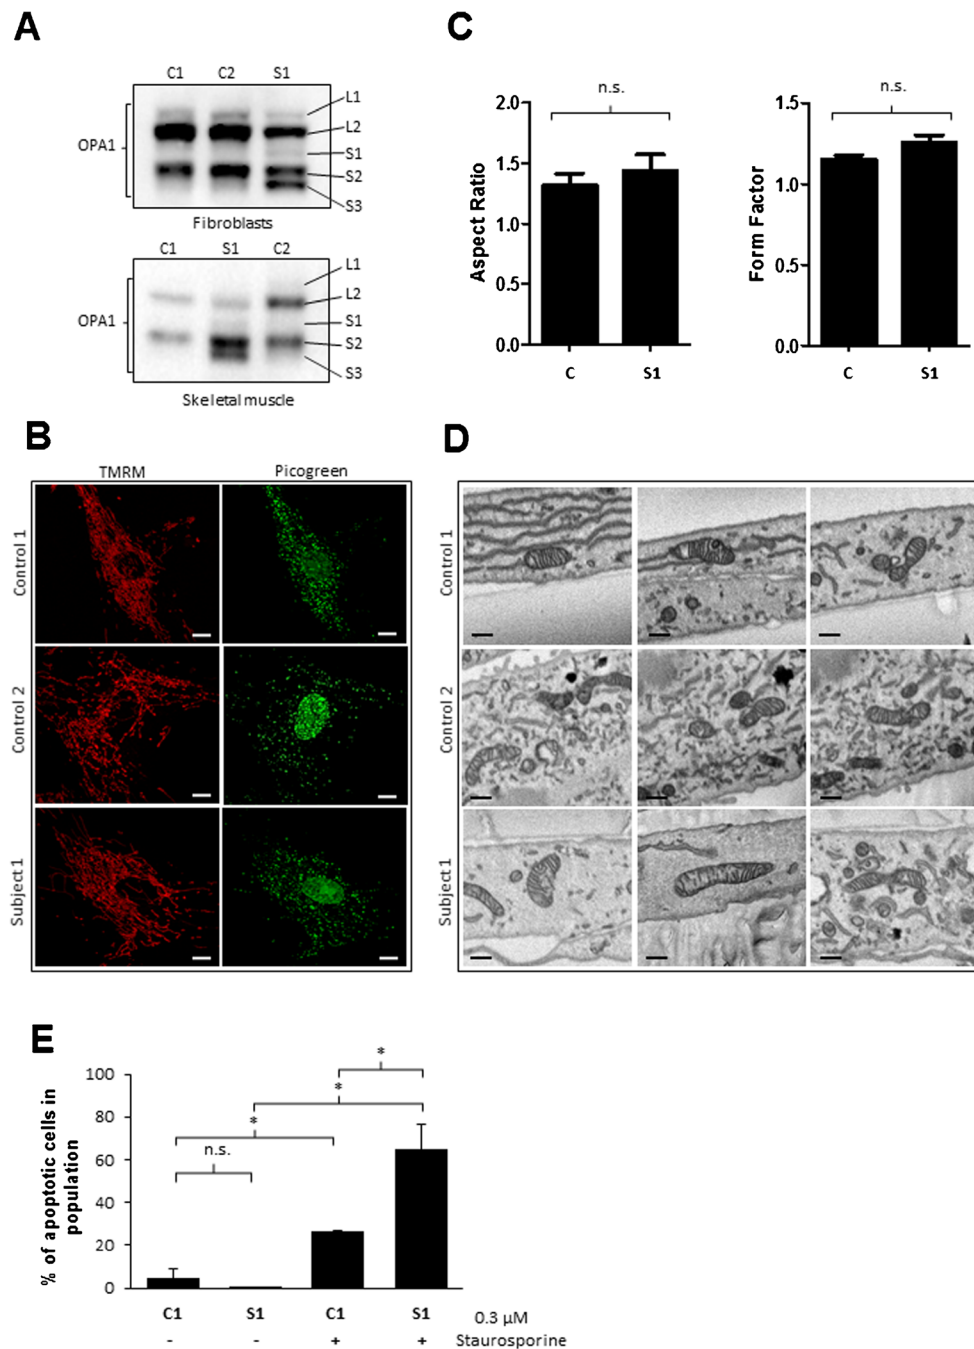 A
C1 C2 S1
OPA1
L1
L2
S1
S2
S3
Fibroblasts
C1 S1 C2
OPA1
L1
L2
S1
S2
S3
Skeletal muscle
C
n.s.
Aspect Ratio
2.0
1.5
1.0
0.5
0.0
C S1
n.s.
Form Factor
1.5
1.0
0.5
0.0
C S1
B
TMRM Picogreen
Control 1
Control 2
Subject 1
D
Control 1
Control 2
Subject 1
E
% of apoptotic cells in
population
100
80
60
40
20
0
n.s.
*
*
*
C1 S1 C1 S1 0.3 µM
- - + + Staurosporine